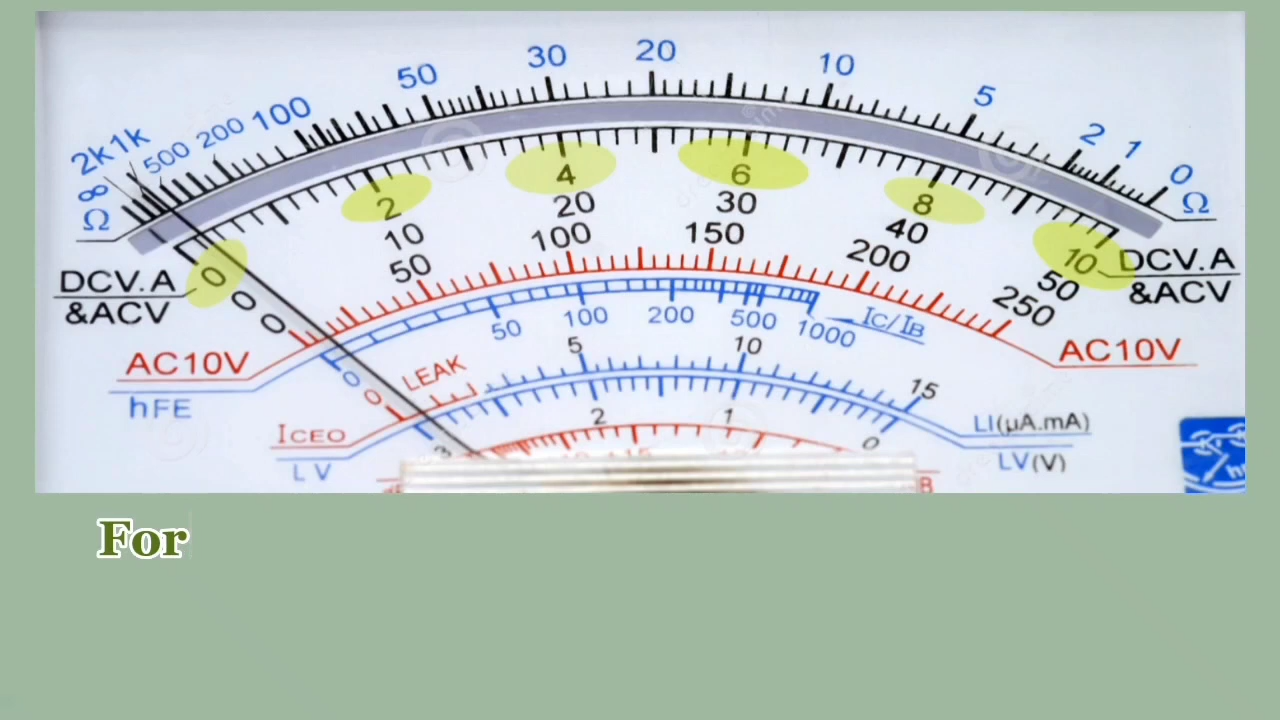 2k 1k 500 200 100 50 30 20 10 5 2 1 0
∞
Ω Ω
0 2 4 6 8 10
DCV.A DCV.A
&ACV &ACV
0 10 20 30 40 50
0 50 100 150 200 250
AC10V AC10V
hFE 0 50 100 200 500 1000 IC/IB
LEAK
ICEO 0 5 10 15 LI(µA.mA)
LV 3 2 1 0 LV(V)
For